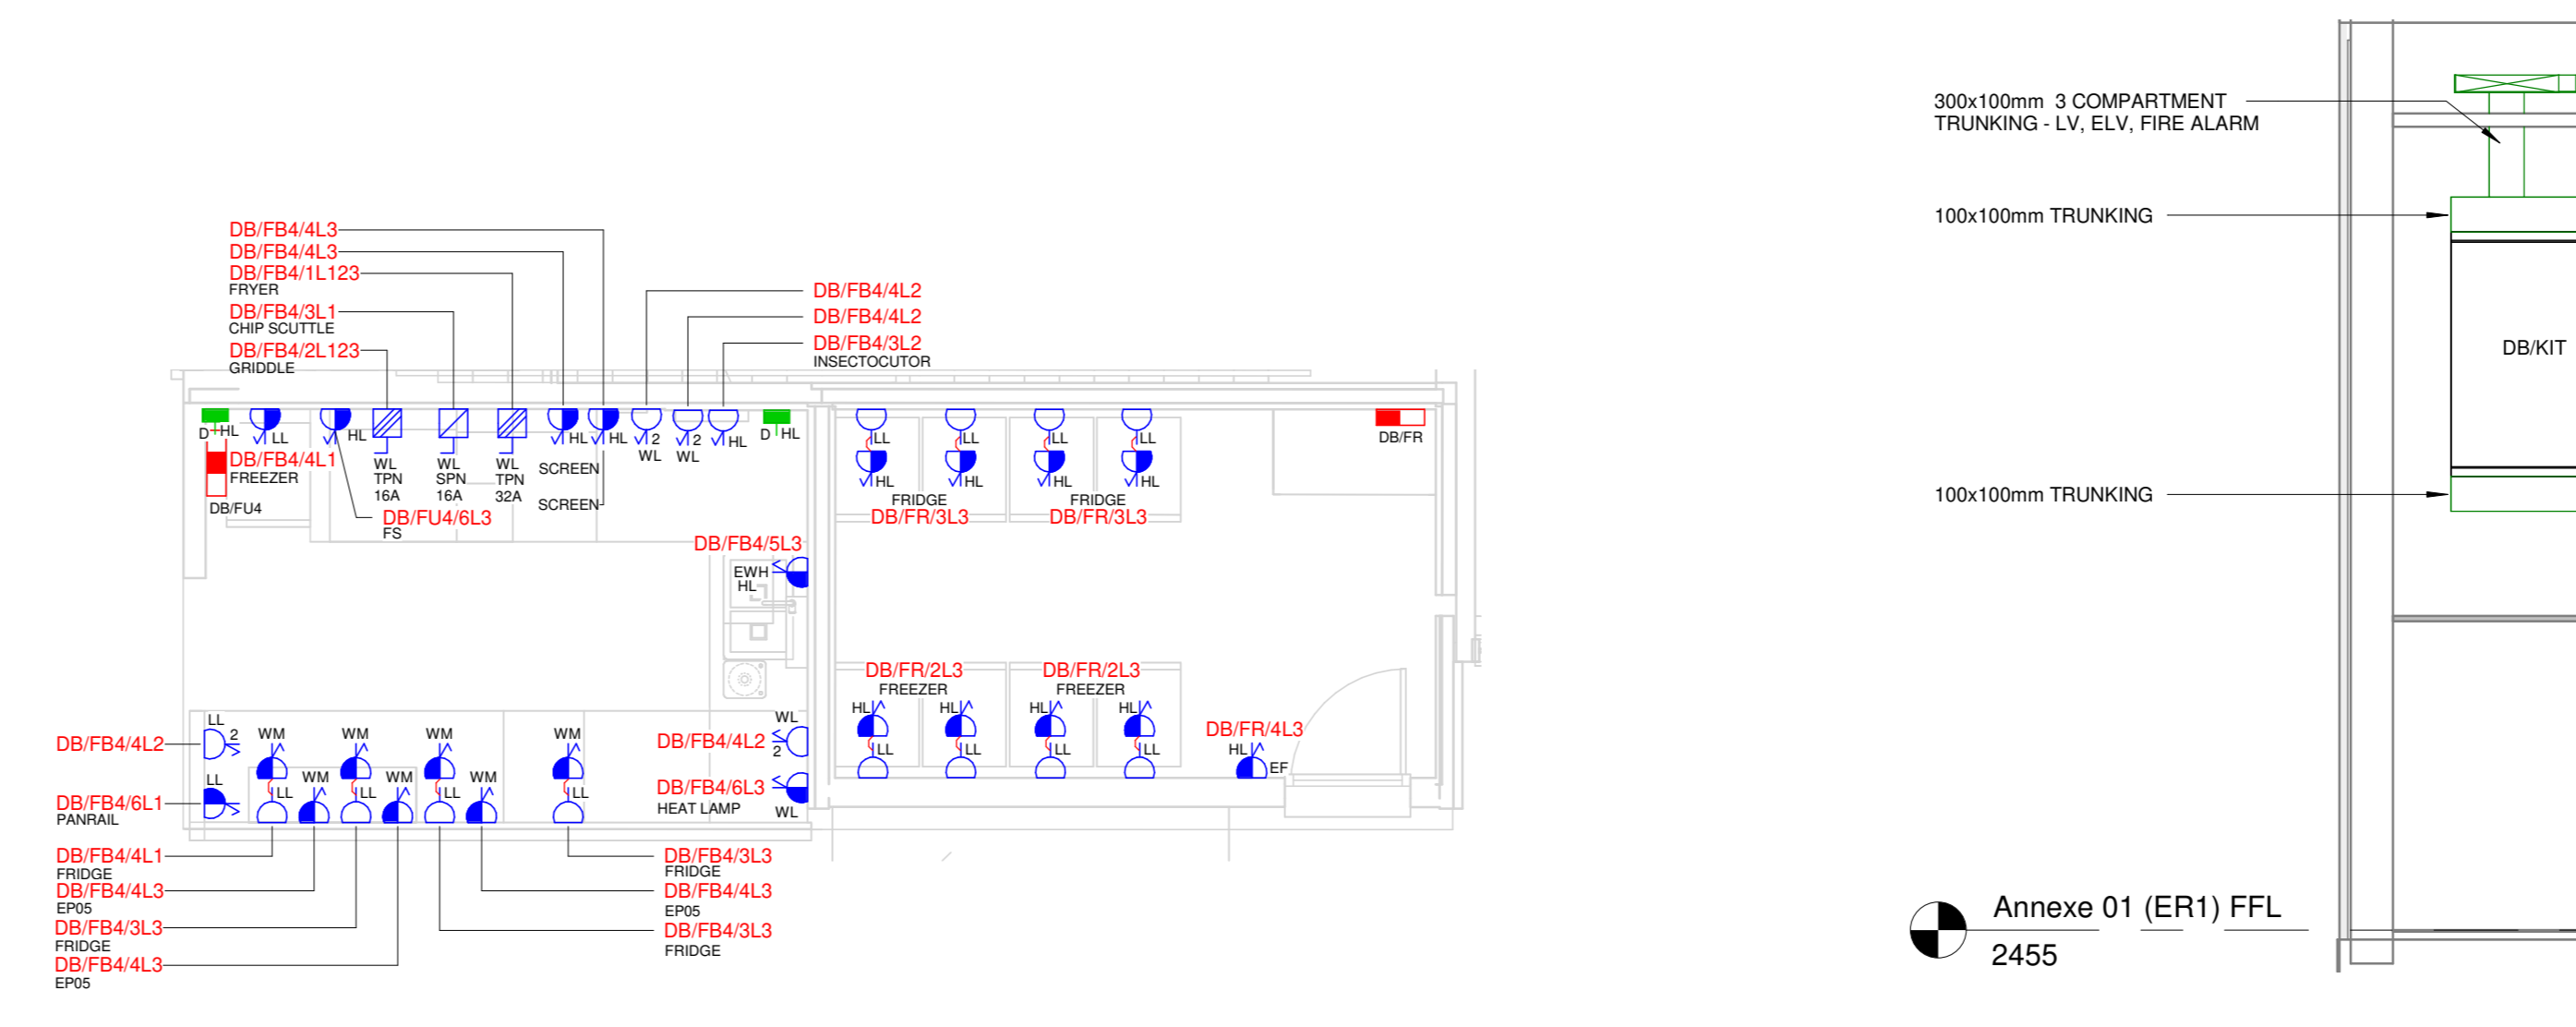 DB/FB4/4L3
DB/FB4/4L3
DB/FB4/1L123
FRYER
DB/FB4/3L1
CHIP SCUTTLE
DB/FB4/2L123
GRIDDLE
DB/FB4/4L2
DB/FB4/4L2
DB/FB4/3L2
INSECTOCUTOR
D HL
LL
HL
HL
HL
2
WL
2
WL
HL
D HL
DB/FB4/4L1
FREEZER
DB/FU4
WL
TPN
16A
WL
SPN
16A
WL
TPN
32A
SCREEN
SCREEN
DB/FU4/6L3
FS
DB/FB4/5L3
EWH
HL
LL
LL
LL
LL
HL
HL
HL
HL
FRIDGE
DB/FR/3L3
FRIDGE
DB/FR/3L3
DB/FR
DB/FR/2L3
FREEZER
DB/FR/2L3
FREEZER
HL
HL
HL
HL
LL
LL
LL
LL
DB/FR/4L3
HL
EF
LL
2
DB/FB4/4L2
LL
DB/FB4/6L1
PANRAIL
WM
WM
WM
WM
LL
WM
LL
WM
LL
WM
LL
WL
DB/FB4/4L2
2
DB/FB4/6L3
HEAT LAMP
WL
DB/FB4/4L1
FRIDGE
DB/FB4/4L3
EP05
DB/FB4/3L3
FRIDGE
DB/FB4/4L3
EP05
DB/FB4/3L3
FRIDGE
DB/FB4/4L3
EP05
DB/FB4/3L3
FRIDGE
300x100mm 3 COMPARTMENT
TRUNKING - LV, ELV, FIRE ALARM
100x100mm TRUNKING
DB/KIT
100x100mm TRUNKING
Annexe 01 (ER1) FFL
2455